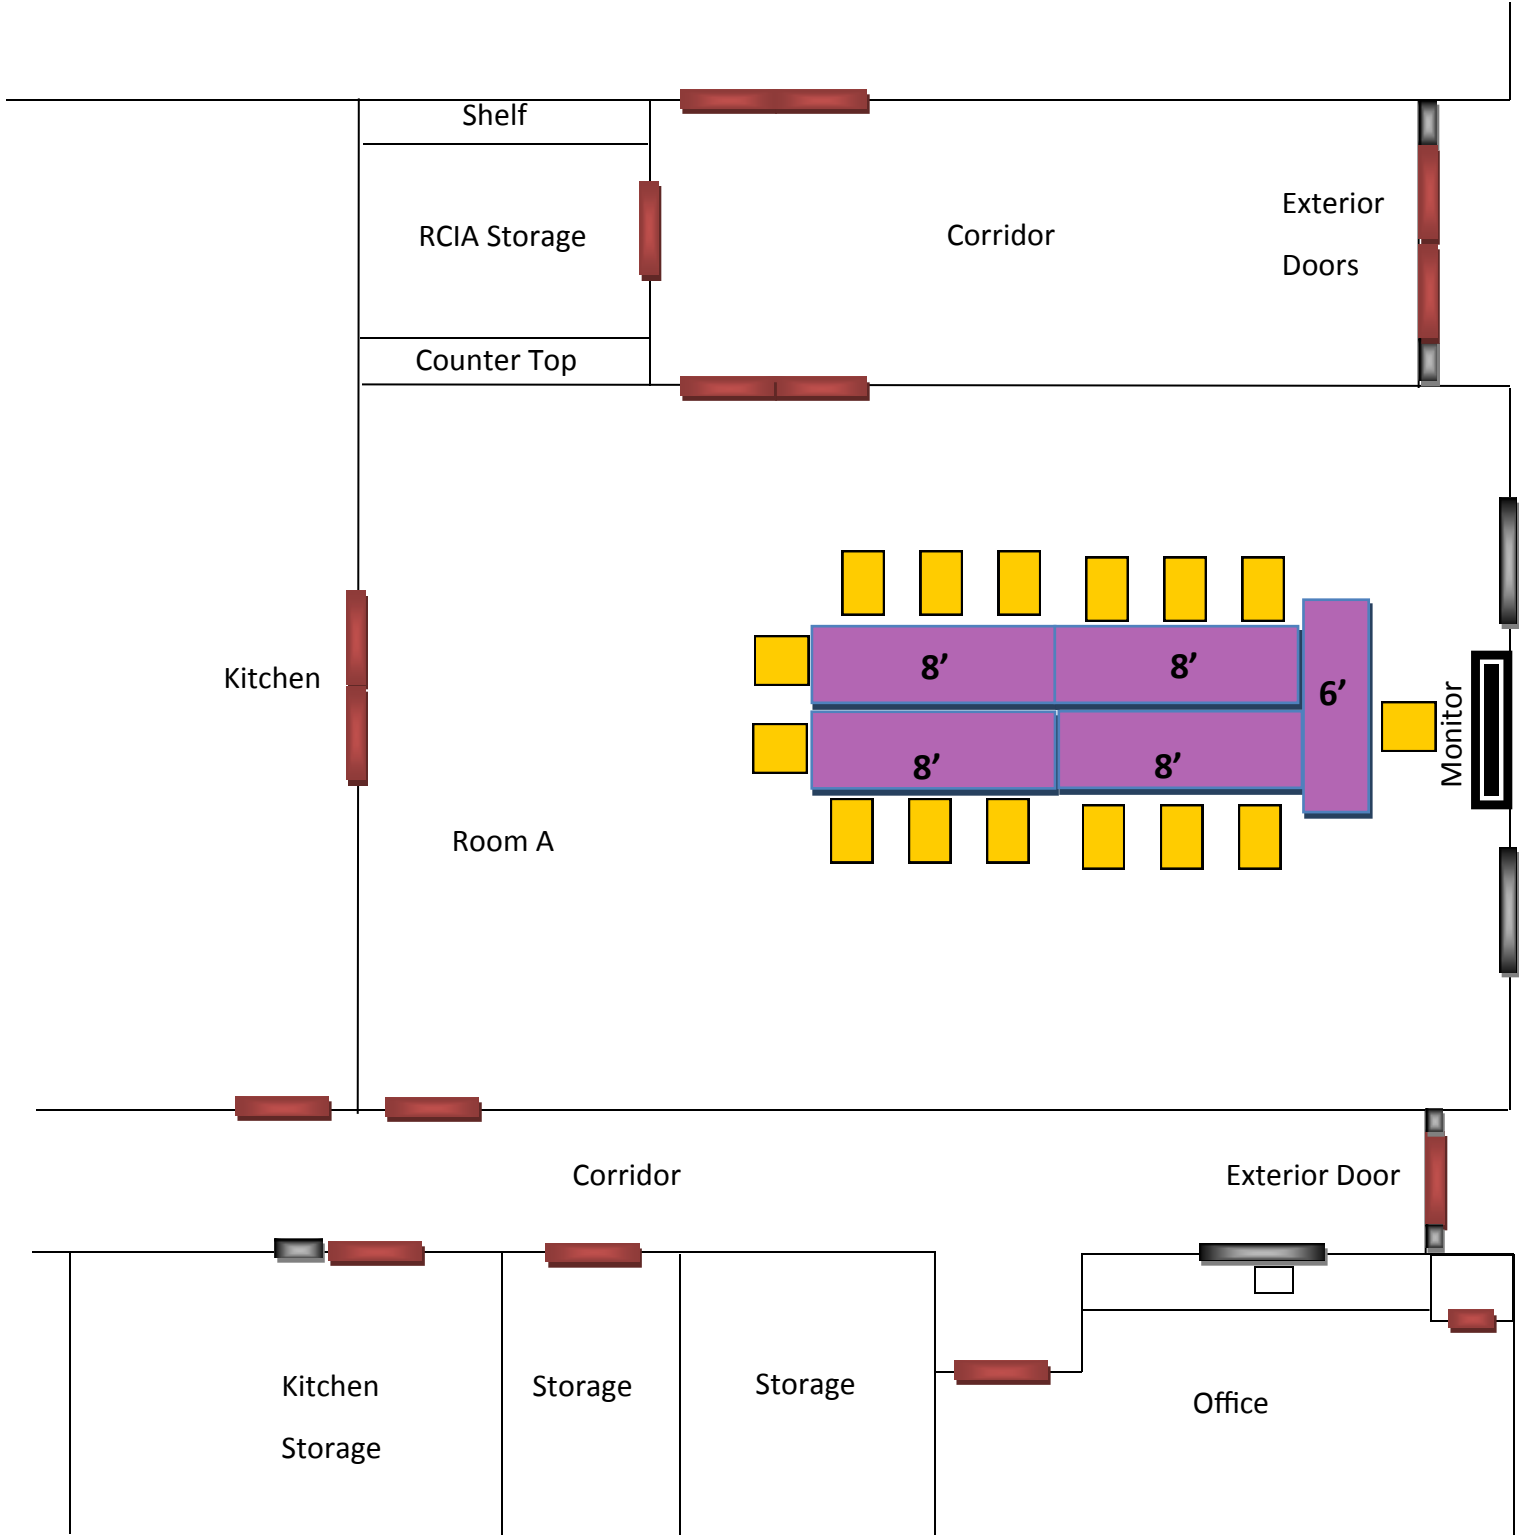 Shelf
RCIA Storage
Corridor
Exterior
Doors
Counter Top
Kitchen
8’
8’
6’
Monitor
8’
8’
Room A
Corridor
Exterior Door
Kitchen
Storage
Storage
Storage
Office